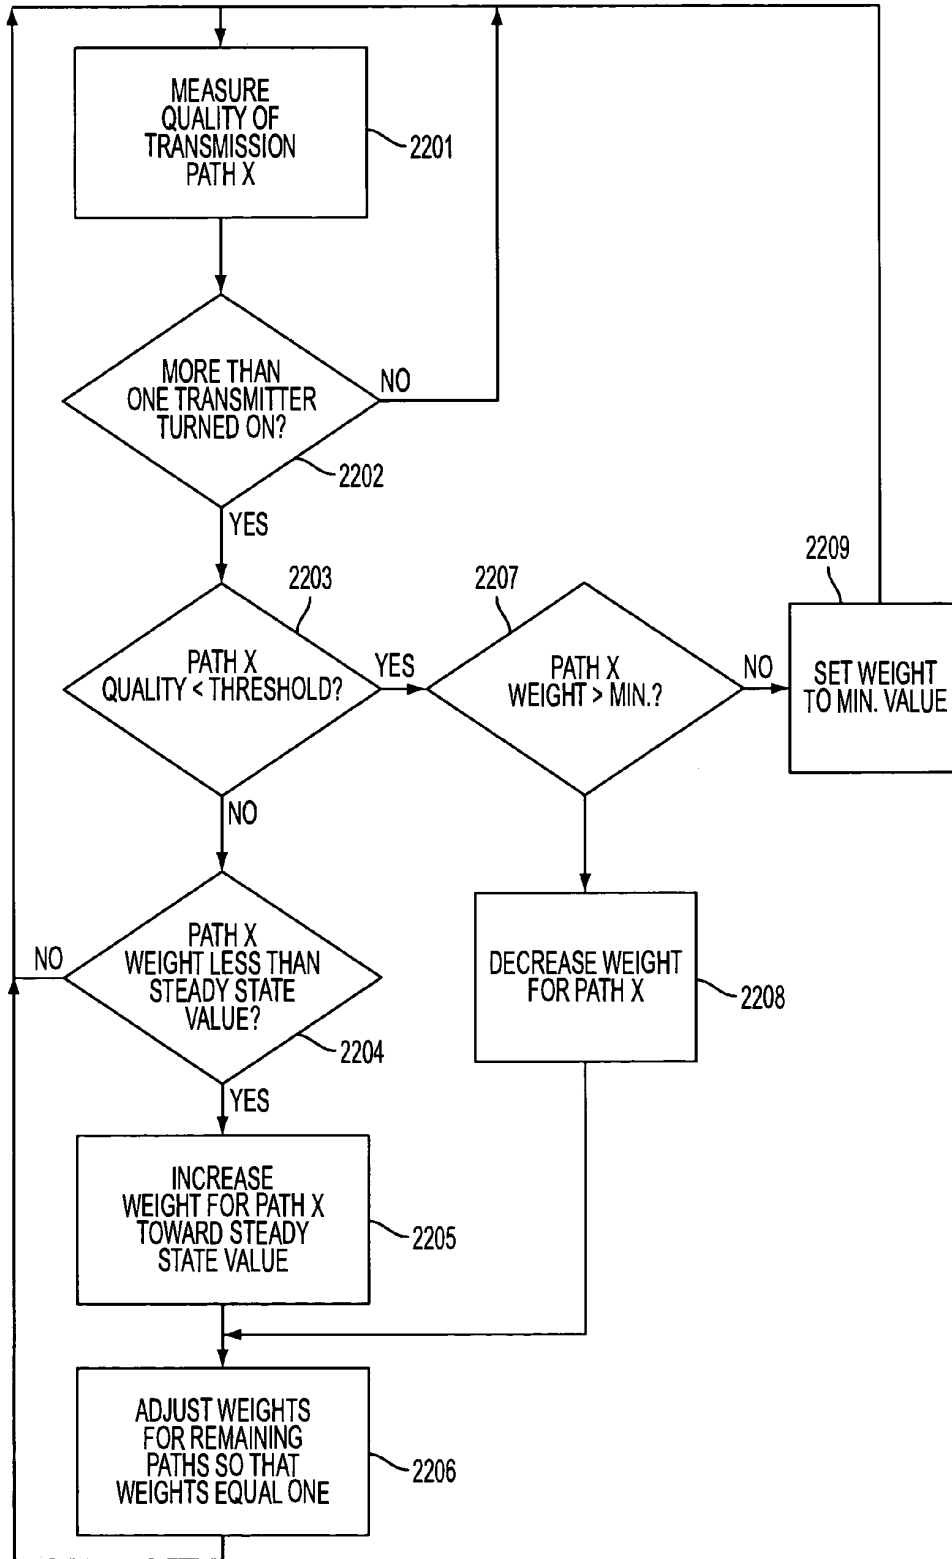 MEASURE
QUALITY OF
TRANSMISSION
PATH X
2201
MORE THAN
ONE TRANSMITTER
TURNED ON?
NO
2202
YES
2203
PATH X
QUALITY < THRESHOLD?
YES
2207
PATH X
WEIGHT > MIN.?
NO
2209
SET WEIGHT
TO MIN. VALUE
NO
PATH X
WEIGHT LESS THAN
STEADY STATE
VALUE?
NO
2204
YES
DECREASE WEIGHT
FOR PATH X
2208
INCREASE
WEIGHT FOR PATH X
TOWARD STEADY
STATE VALUE
2205
ADJUST WEIGHTS
FOR REMAINING
PATHS SO THAT
WEIGHTS EQUAL ONE
2206